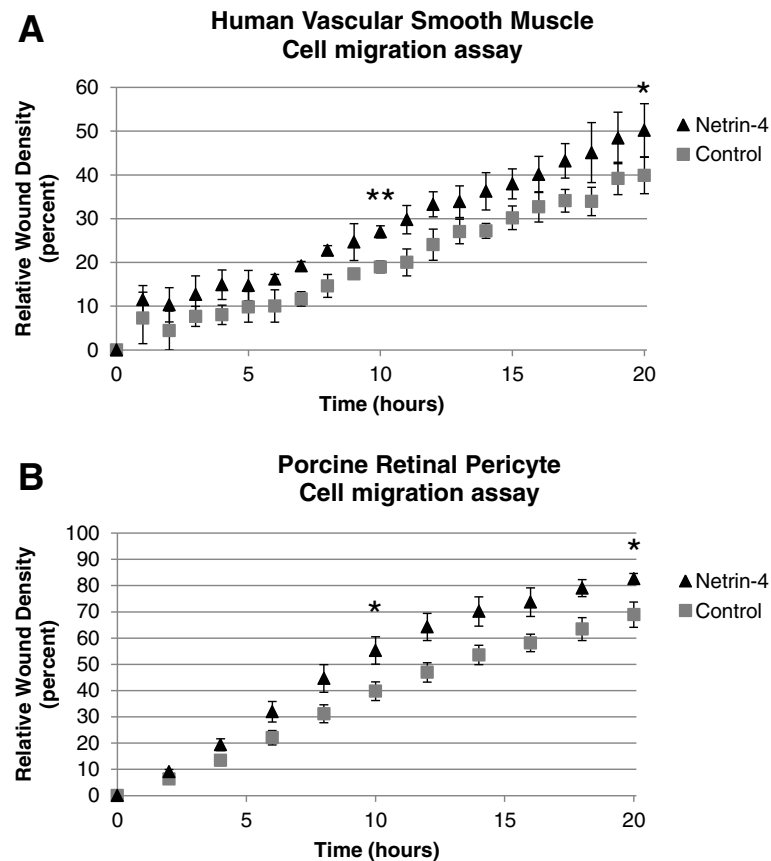 A
Human Vascular Smooth Muscle
Cell migration assay
Relative Wound Density
(percent)
60
50
40
30
20
10
0
**
*
Netrin-4
Control
0 5 10 15 20
Time (hours)
B
Porcine Retinal Pericyte
Cell migration assay
Relative Wound Density
(percent)
100
90
80
70
60
50
40
30
20
10
0
*
*
Netrin-4
Control
0 5 10 15 20
Time (hours)